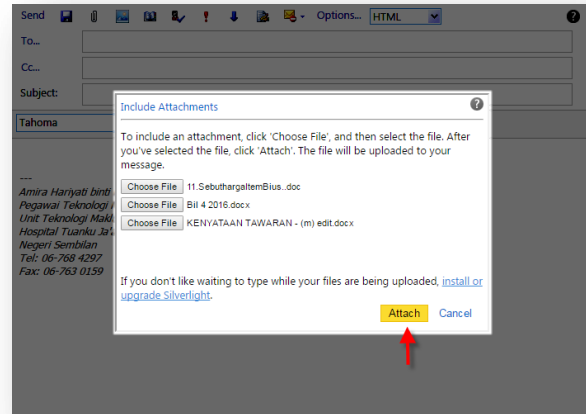 Send Options... HTML
To...
Cc...
Subject:
Tahoma
Include Attachments
To include an attachment, click 'Choose File', and then select the file. After
you've selected the file, click 'Attach'. The file will be uploaded to your
message.
Choose File 11.SebuthargaItemBius..doc
Choose File Bil 4 2016.docx
Choose File KENYATAAN TAWARAN - (m) edit.docx
If you don't like waiting to type while your files are being uploaded, install or
upgrade Silverlight.
Attach Cancel
---
Amira Hariyati binti
Pegawai Teknologi
Unit Teknologi
Hospital Tuanku Ja'
Negeri Sembilan
Tel: 06-768 4297
Fax: 06-763 0159